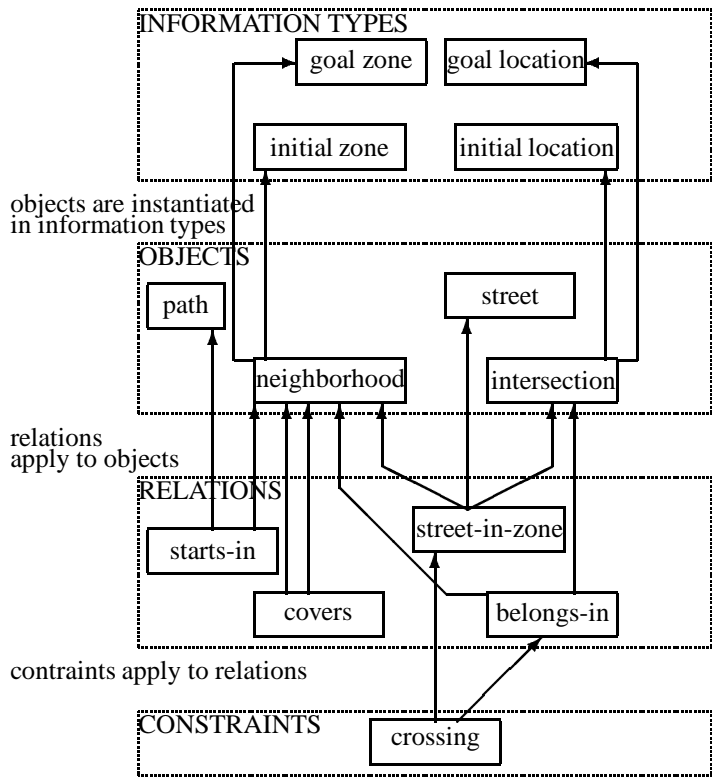 INFORMATION TYPES
goal zone
goal location
initial zone
initial location
objects are instantiated
in information types
OBJECTS
path
street
neighborhood
intersection
relations
apply to objects
RELATIONS
starts-in
street-in-zone
covers
belongs-in
contraints apply to relations
CONSTRAINTS
crossing